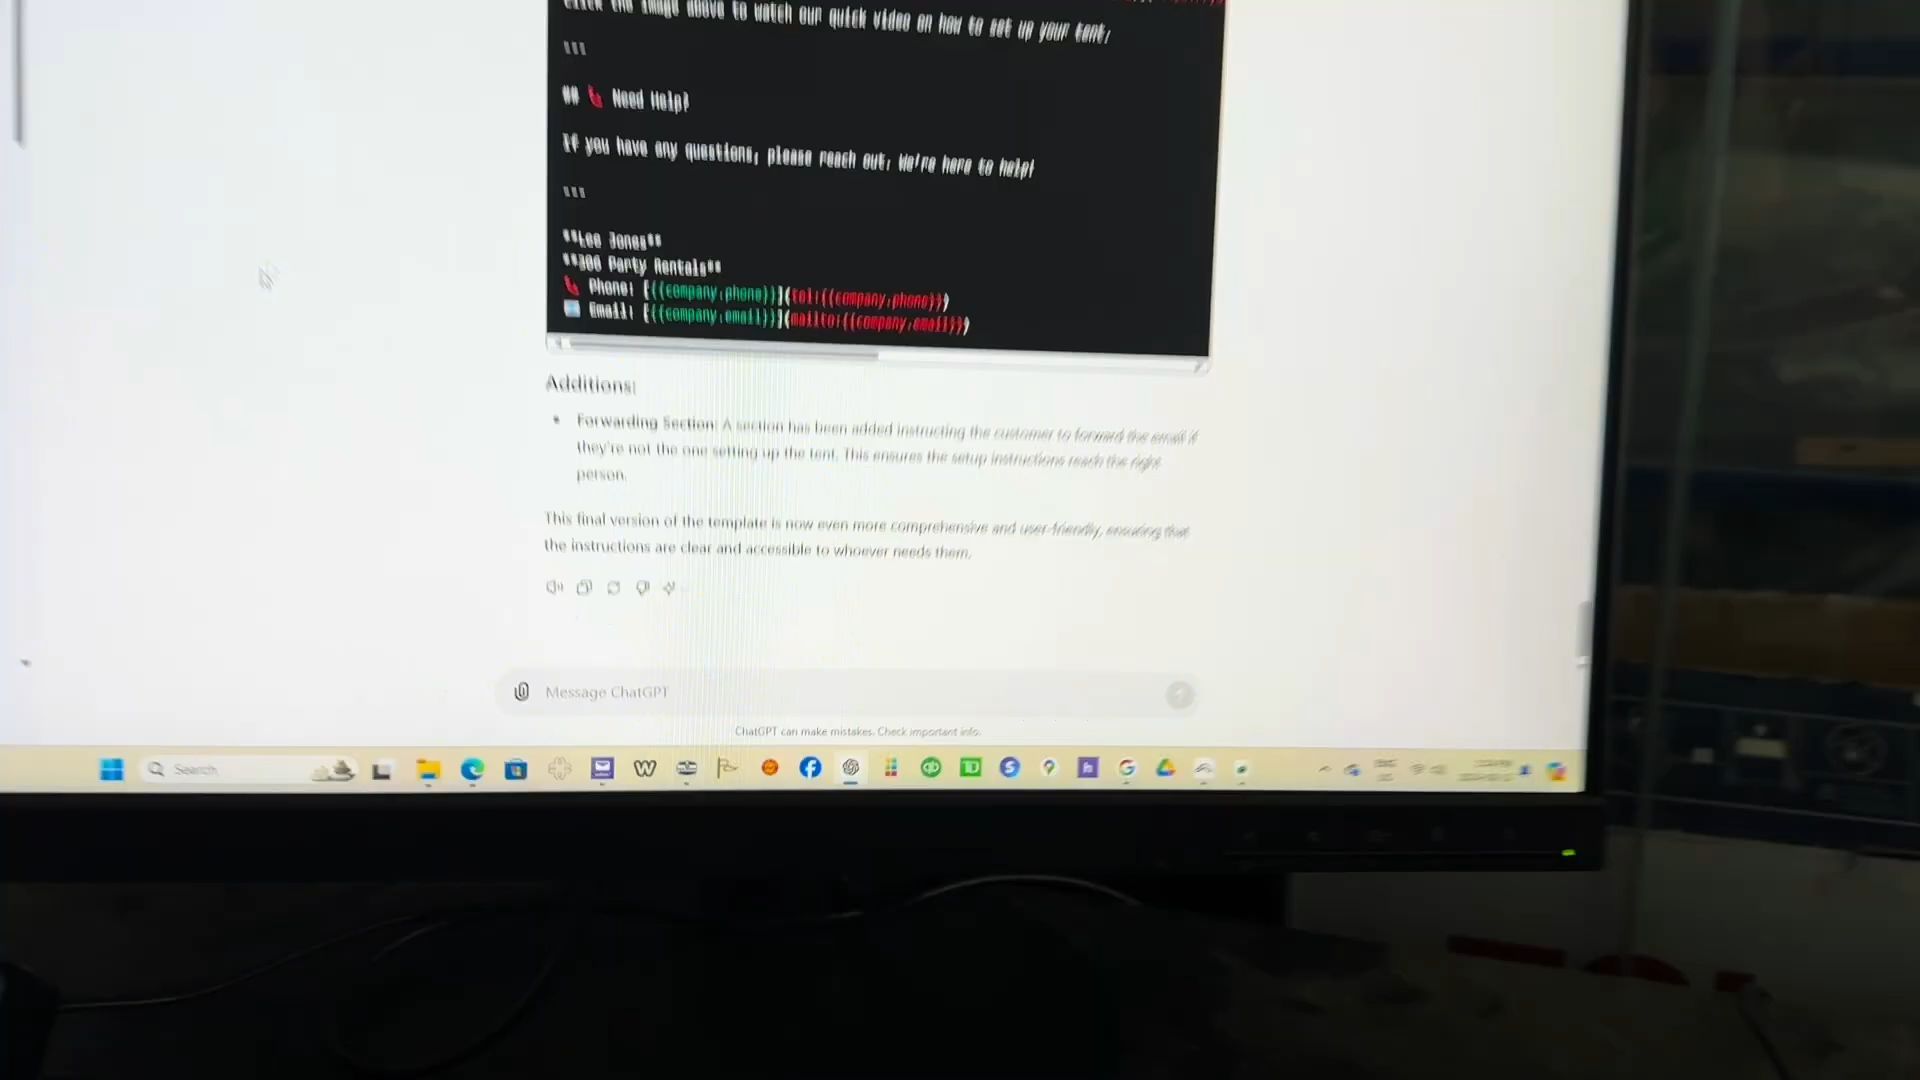 Click the image above to watch our quick video on how to set up your tent.
---
## 📞 Need Help?
If you have any questions, please reach out. We're here to help!
---
**Lee Jones**
**306 Party Rentals**
📞 Phone: [{{company.phone}}](tel:{{company.phone}})
📧 Email: [{{company.email}}](mailto:{{company.email}})
Additions:
• Forwarding Section: A section has been added instructing the customer to forward the email if
they're not the one setting up the tent. This ensures the setup instructions reach the right
person.
This final version of the template is now even more comprehensive and user-friendly, ensuring that
the instructions are clear and accessible to whoever needs them.
Message ChatGPT
ChatGPT can make mistakes. Check important info.
Search